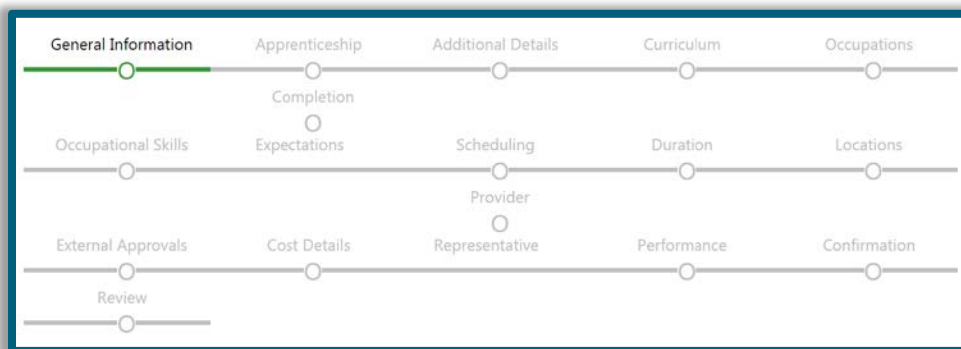 General Information Apprenticeship Additional Details Curriculum Occupations
Completion
Occupational Skills Expectations Scheduling Duration Locations
Provider
External Approvals Cost Details Representative Performance Confirmation
Review